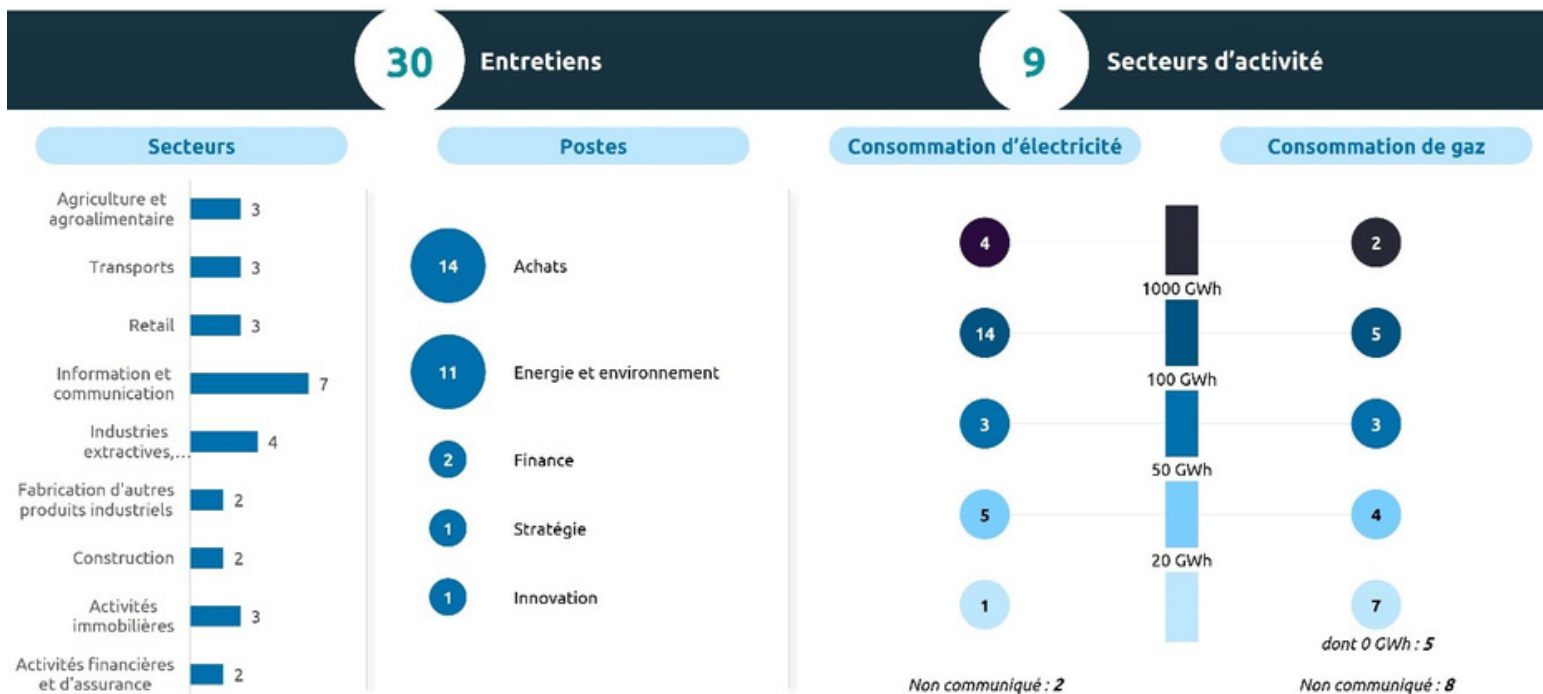 30 Entretiens
9 Secteurs d'activité
Secteurs
Agriculture et
agroalimentaire
3
Transports
3
Retail
3
Information et
communication
7
Industries
extractives,...
4
Fabrication d'autres
produits industriels
2
Construction
2
Activités
immobilières
3
Activités financières
et d'assurance
2
Postes
14 Achats
11 Energie et environnement
2 Finance
1 Stratégie
1 Innovation
Consommation d'électricité
Consommation de gaz
4 2
1000 GWh
14 5
100 GWh
3 3
50 GWh
5 4
20 GWh
1 7
dont 0 GWh : 5
Non communiqué : 2
Non communiqué : 8